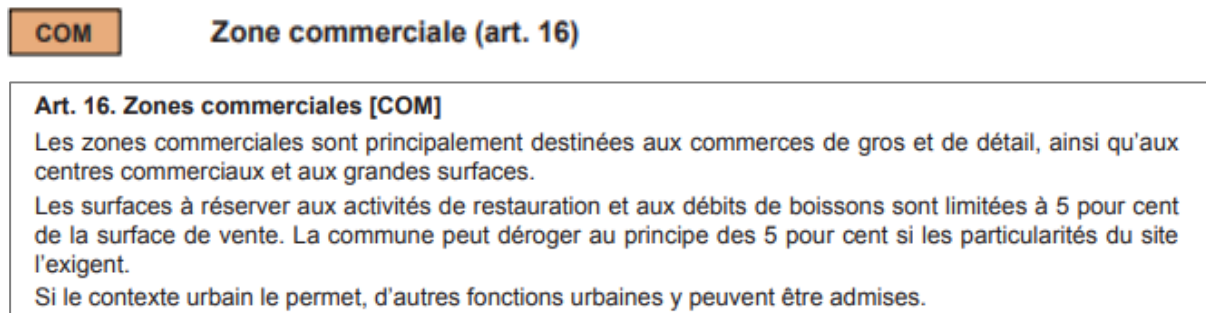 COM Zone commerciale (art. 16)
Art. 16. Zones commerciales [COM]
Les zones commerciales sont principalement destinées aux commerces de gros et de détail, ainsi qu'aux
centres commerciaux et aux grandes surfaces.
Les surfaces à réserver aux activités de restauration et aux débits de boissons sont limitées à 5 pour cent
de la surface de vente. La commune peut déroger au principe des 5 pour cent si les particularités du site
l'exigent.
Si le contexte urbain le permet, d'autres fonctions urbaines y peuvent être admises.